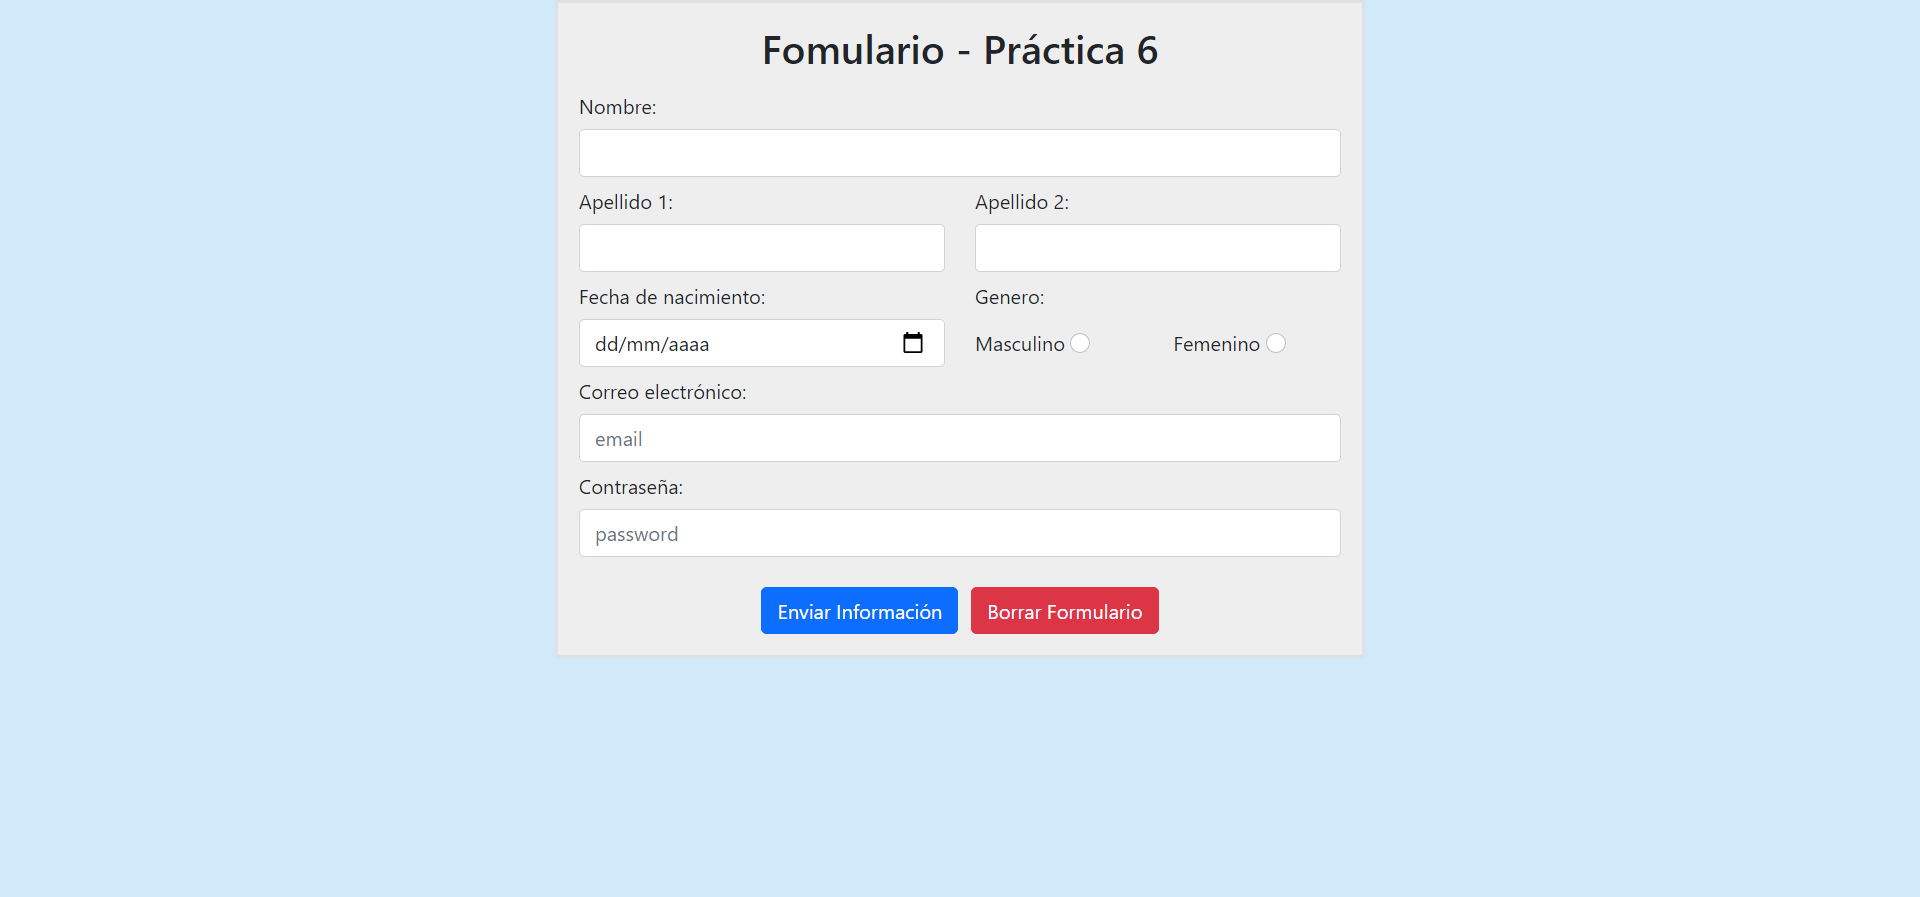 Fomulario - Práctica 6
Nombre:
Apellido 1: Apellido 2:
Fecha de nacimiento: Genero:
dd/mm/aaaa Masculino Femenino
Correo electrónico:
email
Contraseña:
password
Enviar Información Borrar Formulario